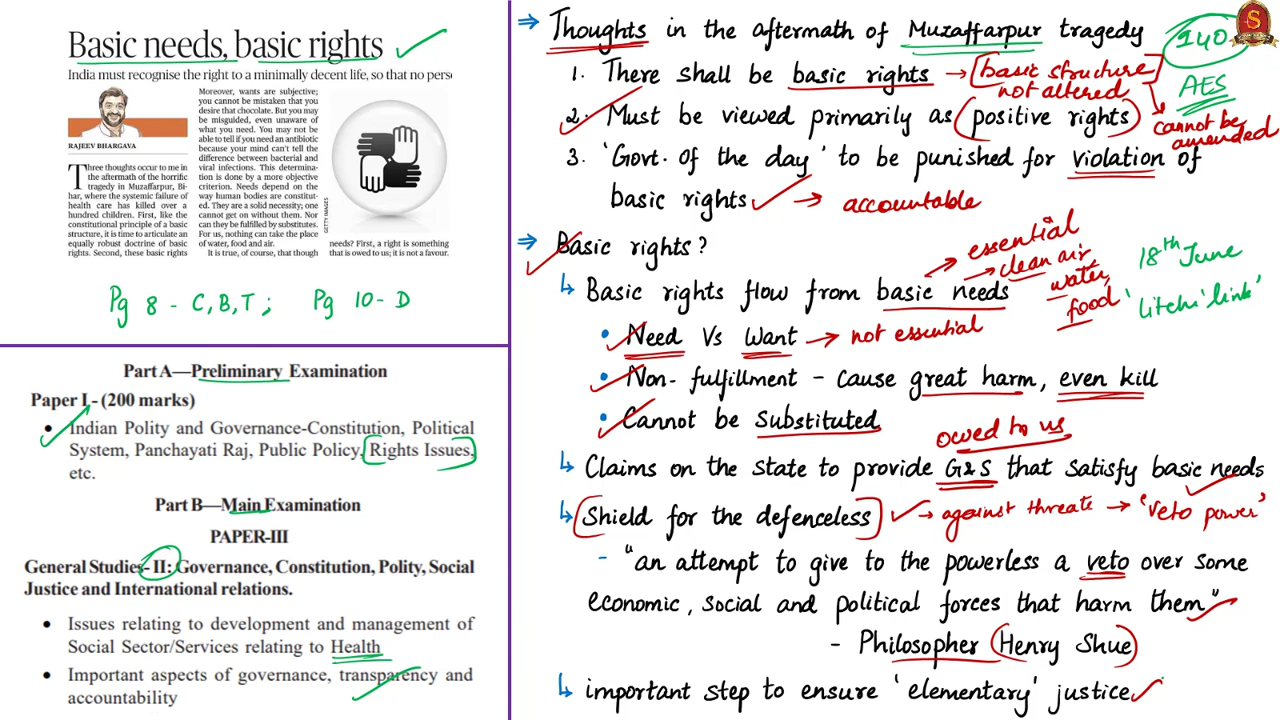 Basic needs, basic rights
India must recognise the right to a minimally decent life, so that no pers
RAJEEV BHARGAVA
Three thoughts occur to me in
the aftermath of the horrific
tragedy in Muzaffarpur, Bi-
har, where the systemic failure of
health care has killed over a
hundred children. First, like the
constitutional principle of a basic
structure, it is time to articulate an
equally robust doctrine of basic
rights. Second, these basic rights
Moreover, wants are subjective;
you cannot be mistaken that you
desire that chocolate. But you may
be misguided, even unaware of
what you need. You may not be
able to tell if you need an antibiotic
because your mind can't tell the
difference between bacterial and
viral infections. This determina-
tion is done by a more objective
criterion. Needs depend on the
way human bodies are constitut-
ed. They are a solid necessity; one
cannot get on without them. Nor
can they be fulfilled by substitutes.
For us, nothing can take the place
of water, food and air.
It is true, of course, that though
GETTY IMAGES
needs? First, a right is something
that is owed to us; it is not a favour.
Pg 8 - C, B, T; Pg 10 - D
Part A—Preliminary Examination
Paper I - (200 marks)
• Indian Polity and Governance-Constitution, Political
System, Panchayati Raj, Public Policy, Rights Issues,
etc.
Part B—Main Examination
PAPER-III
General Studies- II: Governance, Constitution, Polity, Social
Justice and International relations.
• Issues relating to development and management of
Social Sector/Services relating to Health
• Important aspects of governance, transparency and
accountability
⇒ Thoughts in the aftermath of Muzaffarpur tragedy
140
AES
1. There shall be basic rights → basic structure
not altered
cannot be
amended
2. Must be viewed primarily as (positive rights)
3. 'Govt. of the day' to be punished for violation of
basic rights → accountable
⇒ Basic rights?
↳ Basic rights flow from basic needs
→ essential
→ clean air,
water,
food
18th June
'Litchi' link'
• Need Vs Want → not essential
• Non-fulfillment - cause great harm, even kill
• Cannot be substituted
owed to us
↳ Claims on the state to provide G&S that satisfy basic needs
↳ Shield for the defenceless → against threats → 'veto power'
- "an attempt to give to the powerless a veto over some
economic, social and political forces that harm them"
- Philosopher (Henry Shue)
↳ important step to ensure 'elementary' justice